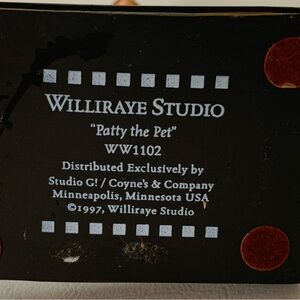 WILLIRAYE STUDIO
"Patty the Pet"
WW1102
Distributed Exclusively by
Studio G! / Coyne's & Company
Minneapolis, Minnesota USA
©1997, Williraye Studio